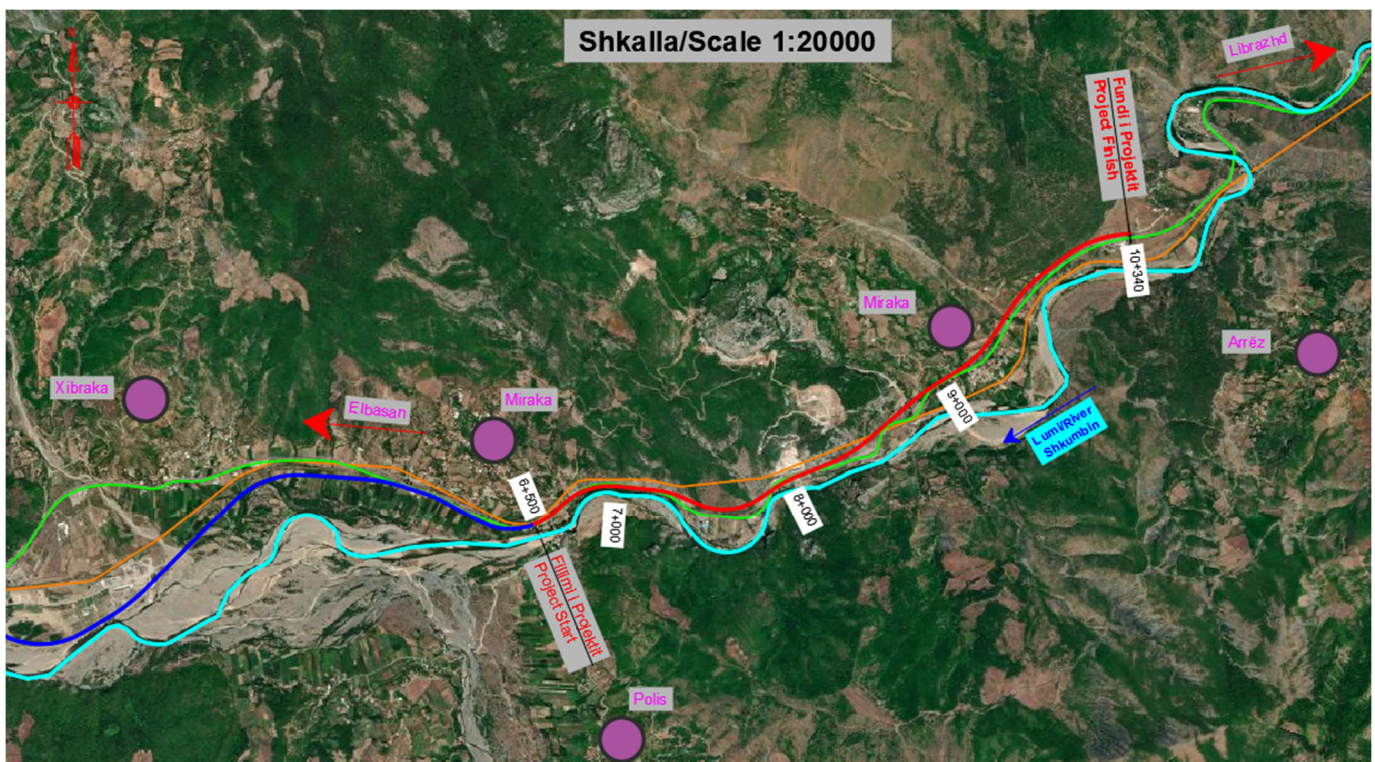 Shkalla/Scale 1:20000
N
Librazhd
Fundi i Projektit
Project Finish
10+340
Miraka
Arrëz
Xibraka
Elbasan
Miraka
9+000
Lumi/River
Shkumbin
6+500
7+000
8+000
Fillimi i Projektit
Project Start
Polis